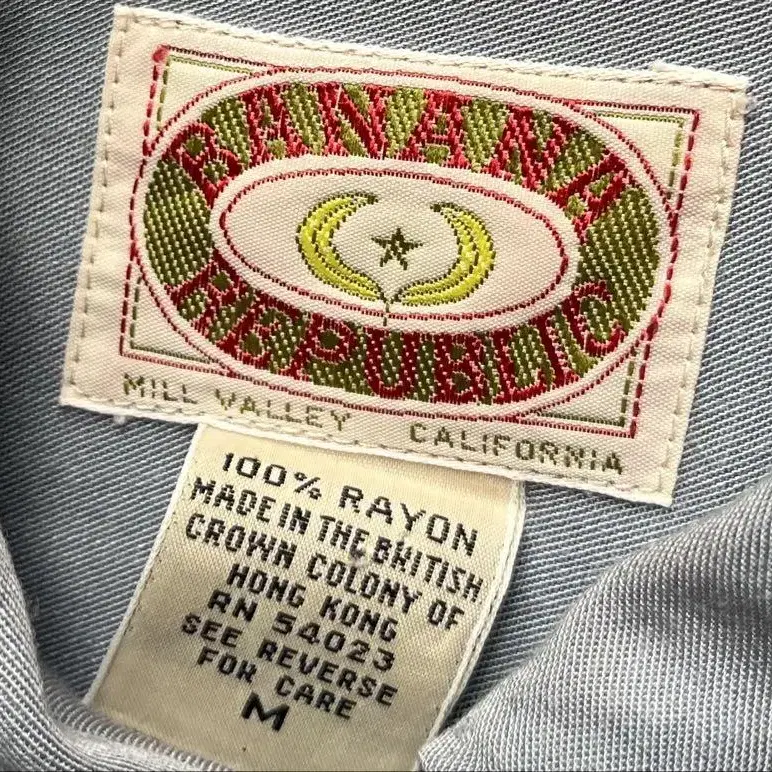 BANANA
REPUBLIC
MILL VALLEY CALIFORNIA
100% RAYON
MADE IN THE BRITISH
CROWN COLONY OF
HONG KONG
RN 54023
SEE REVERSE
FOR CARE
M